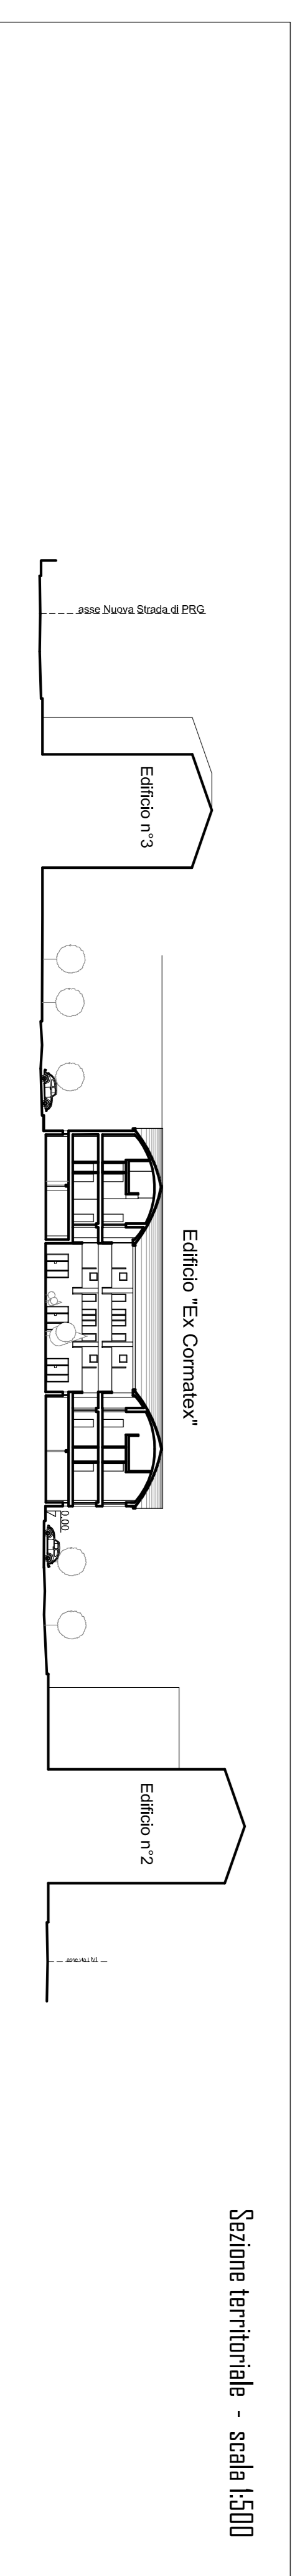 asse Nuova Strada di PRG
Edificio n°3
Edificio "Ex Cormatex"
0.00
Edificio n°2
Sezione territoriale - scala 1:500